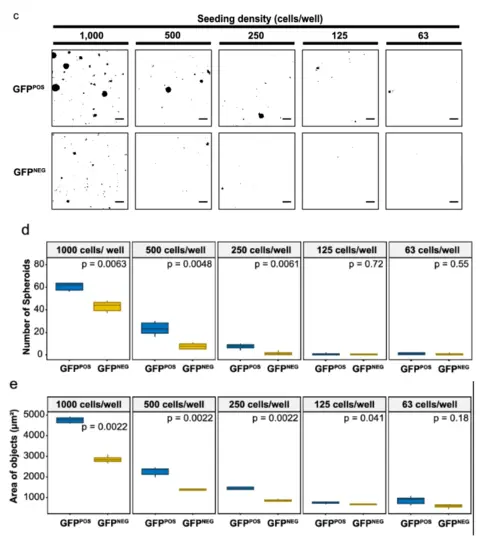 c
Seeding density (cells/well)
1,000 500 250 125 63
GFPᴾᴼˢ
GFPᴺᴱᴳ
d
1000 cells/ well 500 cells/well 250 cells/well 125 cells/well 63 cells/well
Number of Spheroids
80
60
40
20
0
p = 0.0063 p = 0.0048 p = 0.0061 p = 0.72 p = 0.55
GFPᴾᴼˢ GFPᴺᴱᴳ GFPᴾᴼˢ GFPᴺᴱᴳ GFPᴾᴼˢ GFPᴺᴱᴳ GFPᴾᴼˢ GFPᴺᴱᴳ GFPᴾᴼˢ GFPᴺᴱᴳ
e
1000 cells/well 500 cells/well 250 cells/well 125 cells/well 63 cells/well
Area of objects (µm²)
5000
4000
3000
2000
1000
p = 0.0022 p = 0.0022 p = 0.0022 p = 0.041 p = 0.18
GFPᴾᴼˢ GFPᴺᴱᴳ GFPᴾᴼˢ GFPᴺᴱᴳ GFPᴾᴼˢ GFPᴺᴱᴳ GFPᴾᴼˢ GFPᴺᴱᴳ GFPᴾᴼˢ GFPᴺᴱᴳ